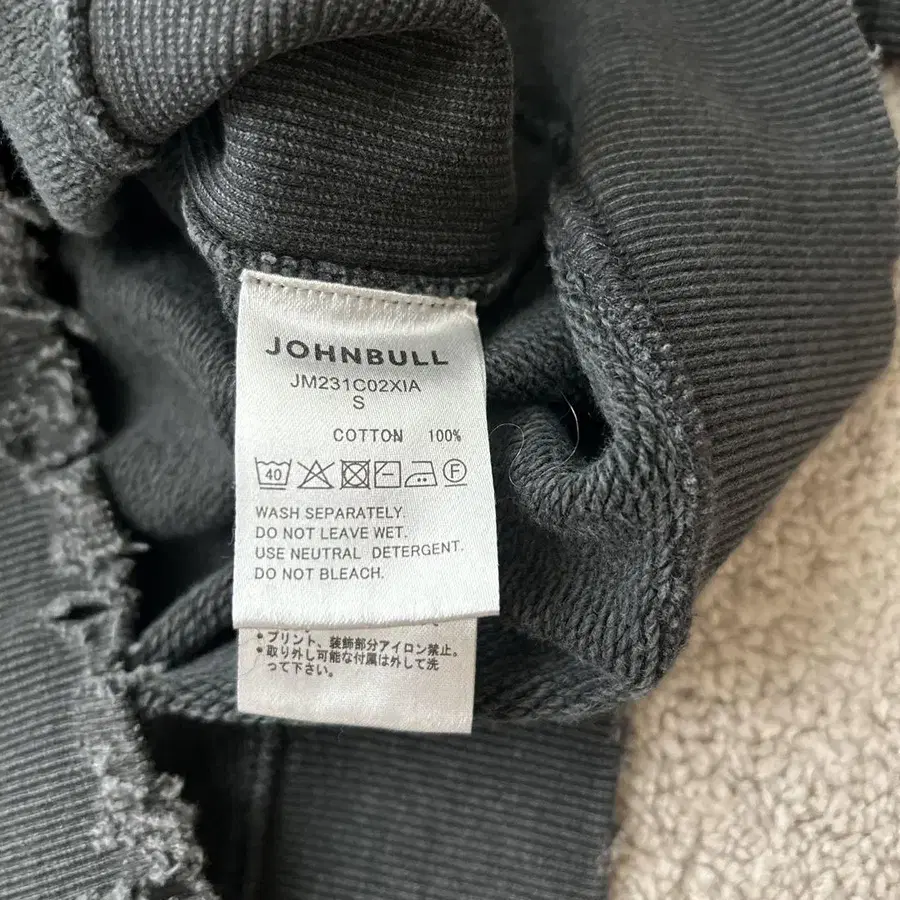 JOHNBULL
JM231C02XIA
S
COTTON 100%
40 F
WASH SEPARATELY.
DO NOT LEAVE WET.
USE NEUTRAL DETERGENT.
DO NOT BLEACH.
•プリント、装飾部分アイロン禁止。
•取り外し可能な付属は外して洗
って下さい。